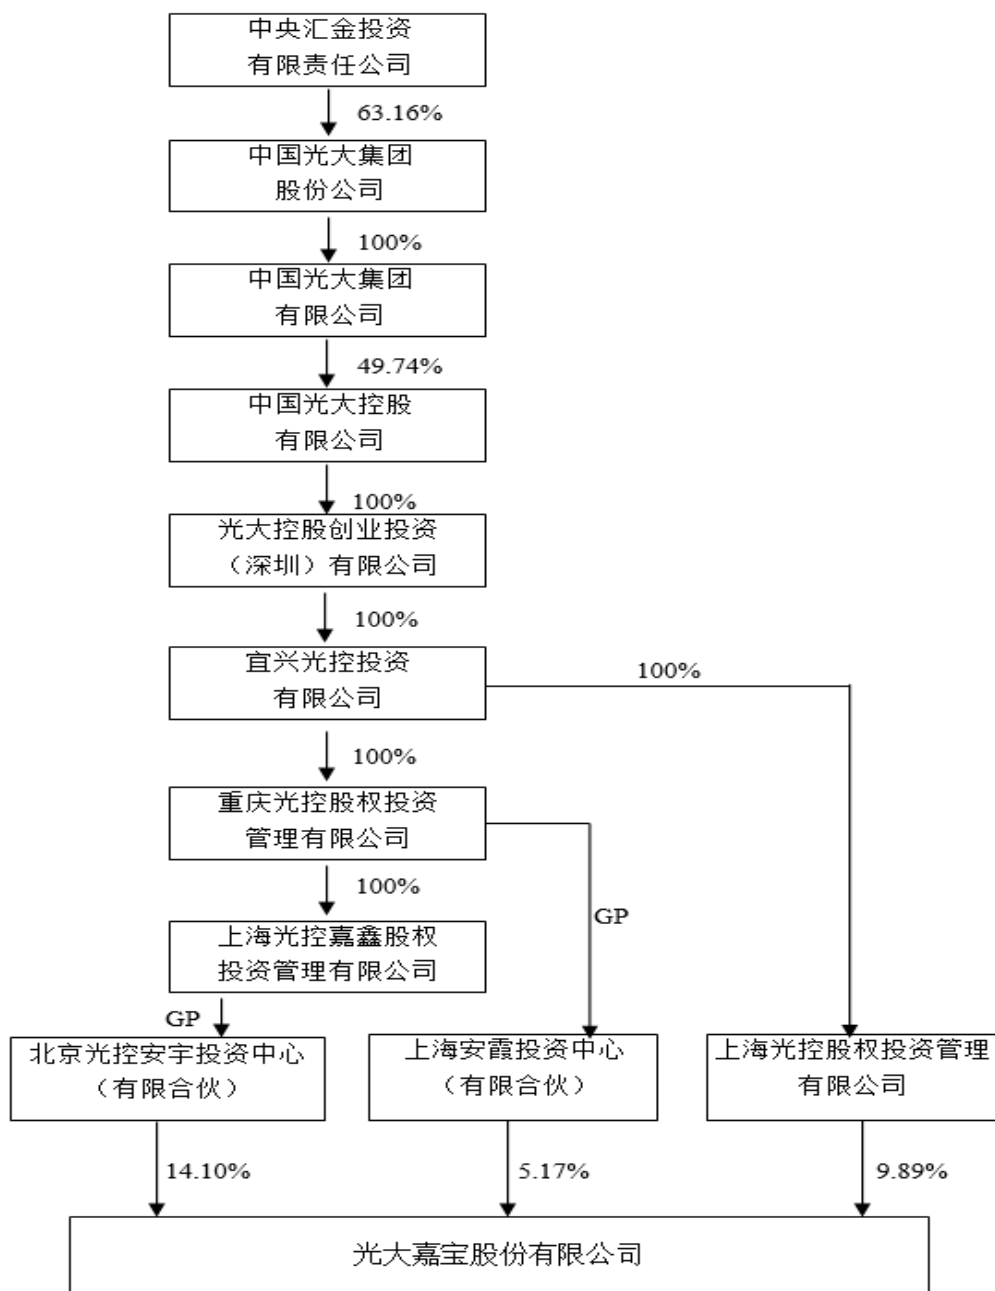 中央汇金投资
有限责任公司
63.16%
中国光大集团
股份公司
100%
中国光大集团
有限公司
49.74%
中国光大控股
有限公司
100%
光大控股创业投资
（深圳）有限公司
100%
宜兴光控投资
有限公司
100%
100%
重庆光控股权投资
管理有限公司
100%
GP
上海光控嘉鑫股权
投资管理有限公司
GP
北京光控安宇投资中心
（有限合伙）
上海安霞投资中心
（有限合伙）
上海光控股权投资管理
有限公司
14.10%
5.17%
9.89%
光大嘉宝股份有限公司